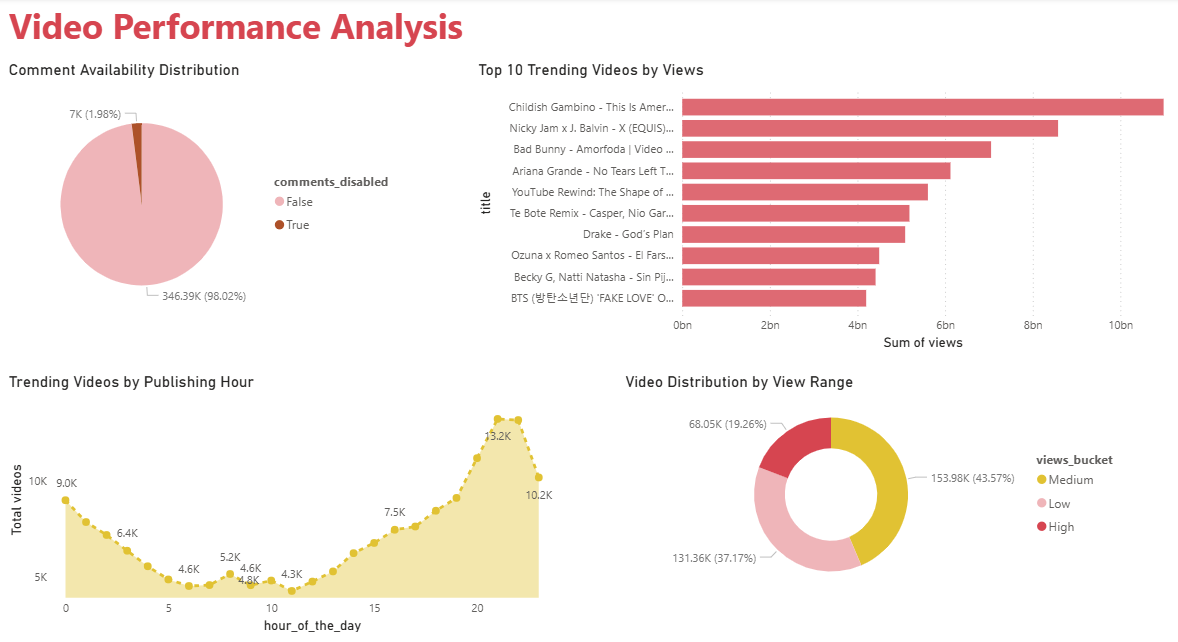 Video Performance Analysis
Comment Availability Distribution
7K (1.98%)
346.39K (98.02%)
comments_disabled
False
True
Top 10 Trending Videos by Views
title
Childish Gambino - This Is Amer...
Nicky Jam x J. Balvin - X (EQUIS)...
Bad Bunny - Amorfoda | Video ...
Ariana Grande - No Tears Left T...
YouTube Rewind: The Shape of ...
Te Bote Remix - Casper, Nio Gar...
Drake - God's Plan
Ozuna x Romeo Santos - El Fars...
Becky G, Natti Natasha - Sin Pij...
BTS (방탄소년단) 'FAKE LOVE' O...
0bn 2bn 4bn 6bn 8bn 10bn
Sum of views
Trending Videos by Publishing Hour
Total videos
10K
5K
9.0K
6.4K
4.6K
5.2K
4.6K
4.8K
4.3K
7.5K
13.2K
10.2K
0 5 10 15 20
hour_of_the_day
Video Distribution by View Range
68.05K (19.26%)
153.98K (43.57%)
131.36K (37.17%)
views_bucket
Medium
Low
High